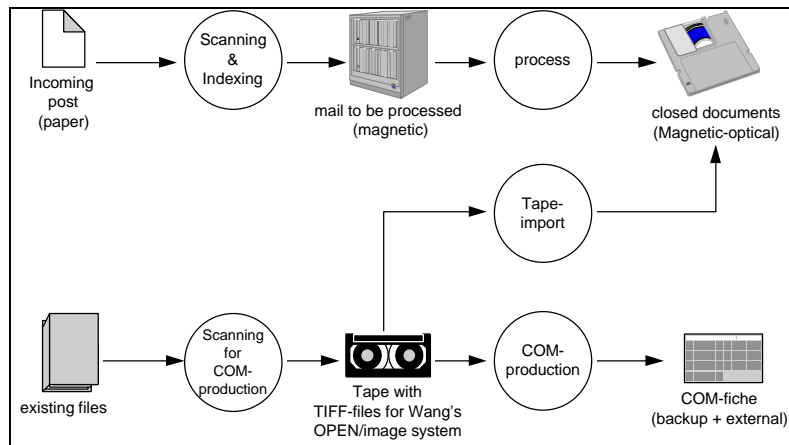 Incoming
post
(paper)
Scanning
&
Indexing
mail to be processed
(magnetic)
process
closed documents
(Magnetic-optical)
Tape-
import
existing files
Scanning
for
COM-
production
Tape with
TIFF-files for Wang's
OPEN/image system
COM-
production
COM-fiche
(backup + external)